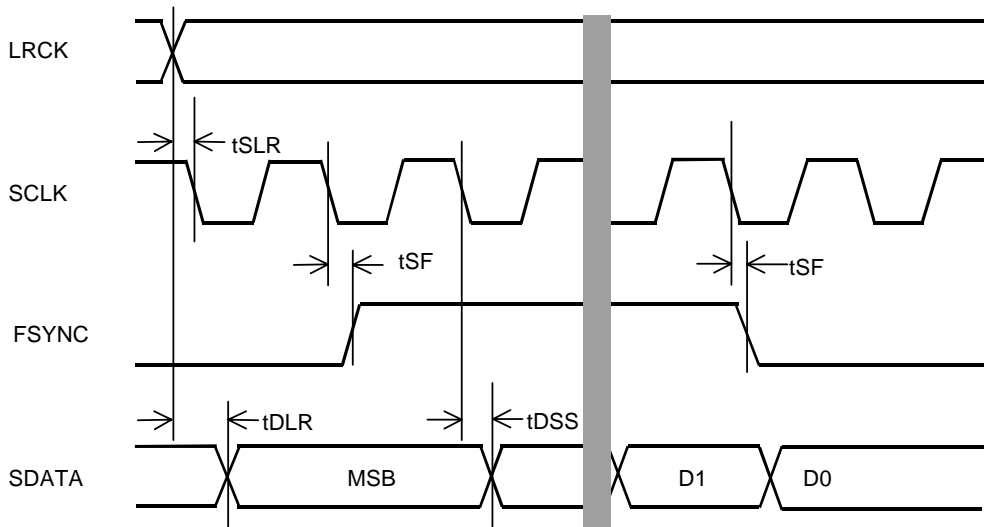 LRCK
tSLR
SCLK
tSF
tSF
FSYNC
tDLR
tDSS
SDATA
MSB
D1
D0